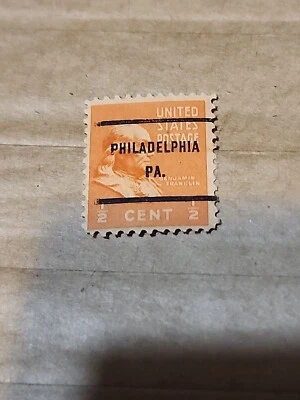 UNITED
STATES
POSTAGE
PHILADELPHIA
PA.
BENJAMIN
FRANKLIN
1/2 CENT 1/2